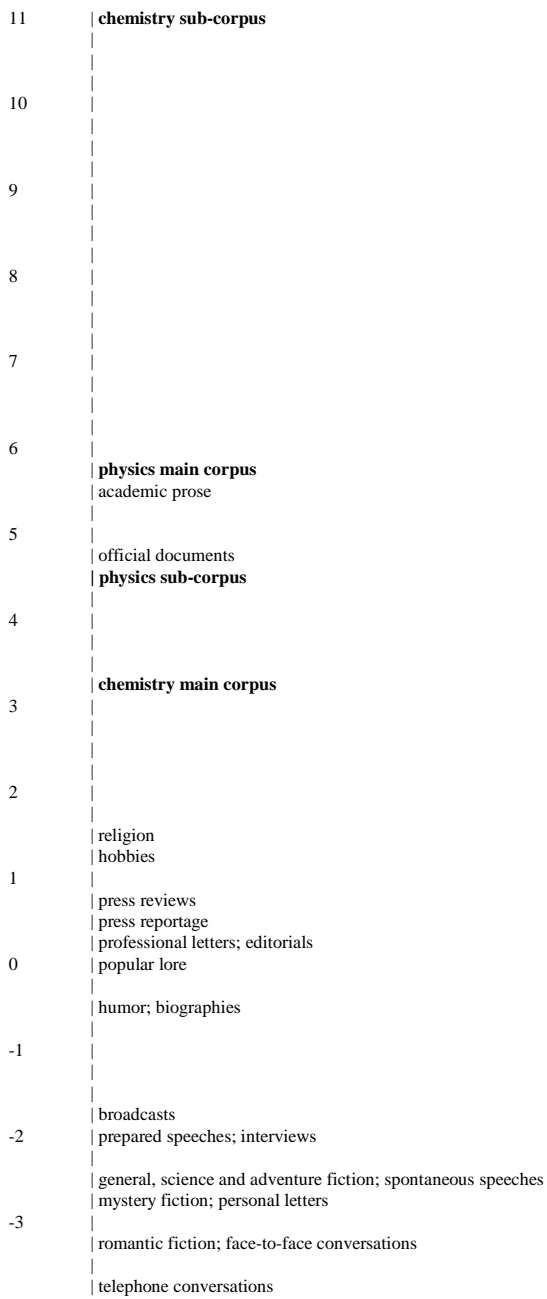 11 | chemistry sub-corpus
|
|
|
10 |
|
|
|
9 |
|
|
|
8 |
|
|
|
7 |
|
|
|
6 |
| physics main corpus
| academic prose
|
5 |
| official documents
| physics sub-corpus
|
4 |
|
|
| chemistry main corpus
3 |
|
|
|
2 |
|
| religion
| hobbies
1 |
| press reviews
| press reportage
| professional letters; editorials
0 | popular lore
|
| humor; biographies
|
-1 |
|
|
| broadcasts
-2 | prepared speeches; interviews
|
| general, science and adventure fiction; spontaneous speeches
| mystery fiction; personal letters
-3 |
| romantic fiction; face-to-face conversations
|
| telephone conversations